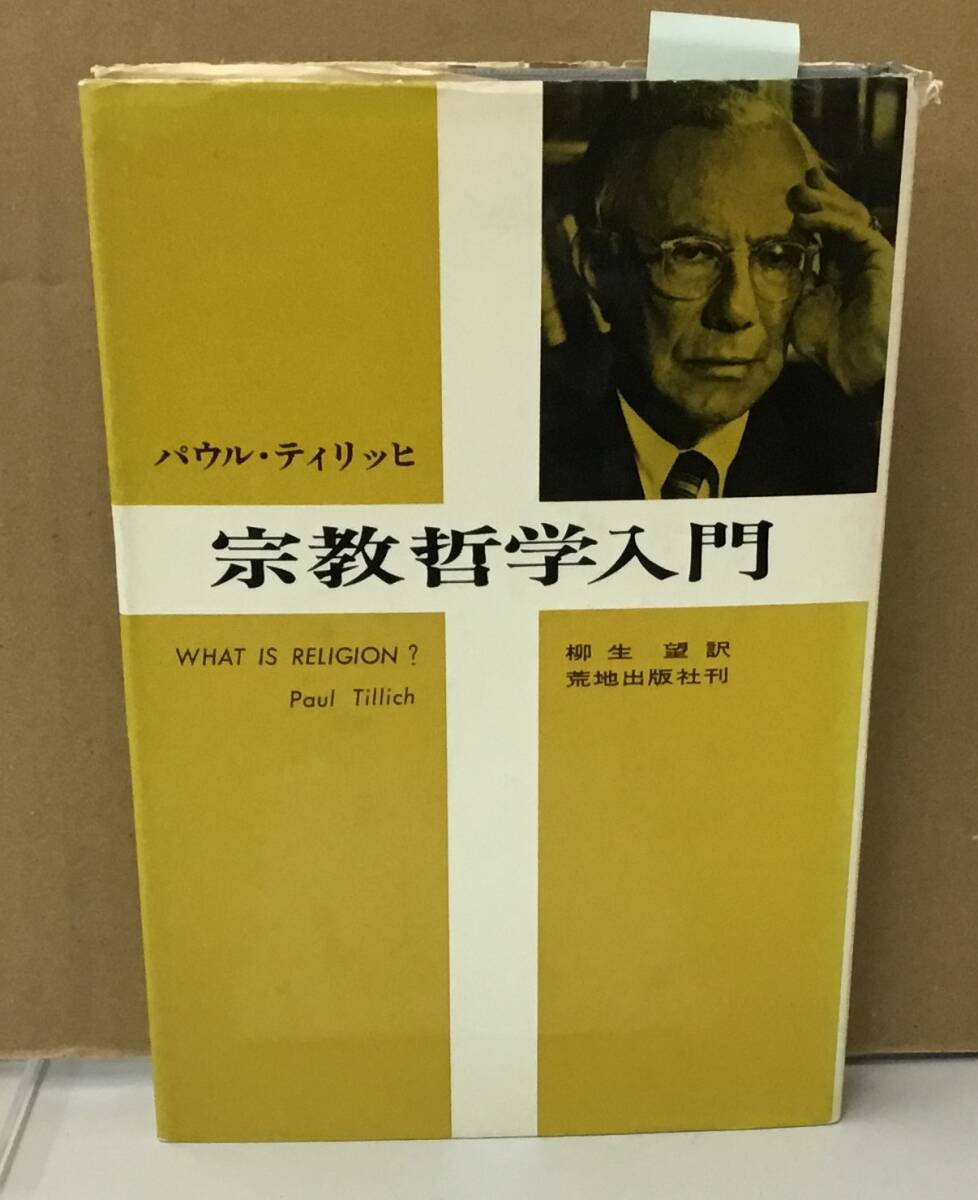 パウル・ティリッヒ
宗教哲学入門
WHAT IS RELIGION?
Paul Tillich
柳生 望 訳
荒地出版社刊